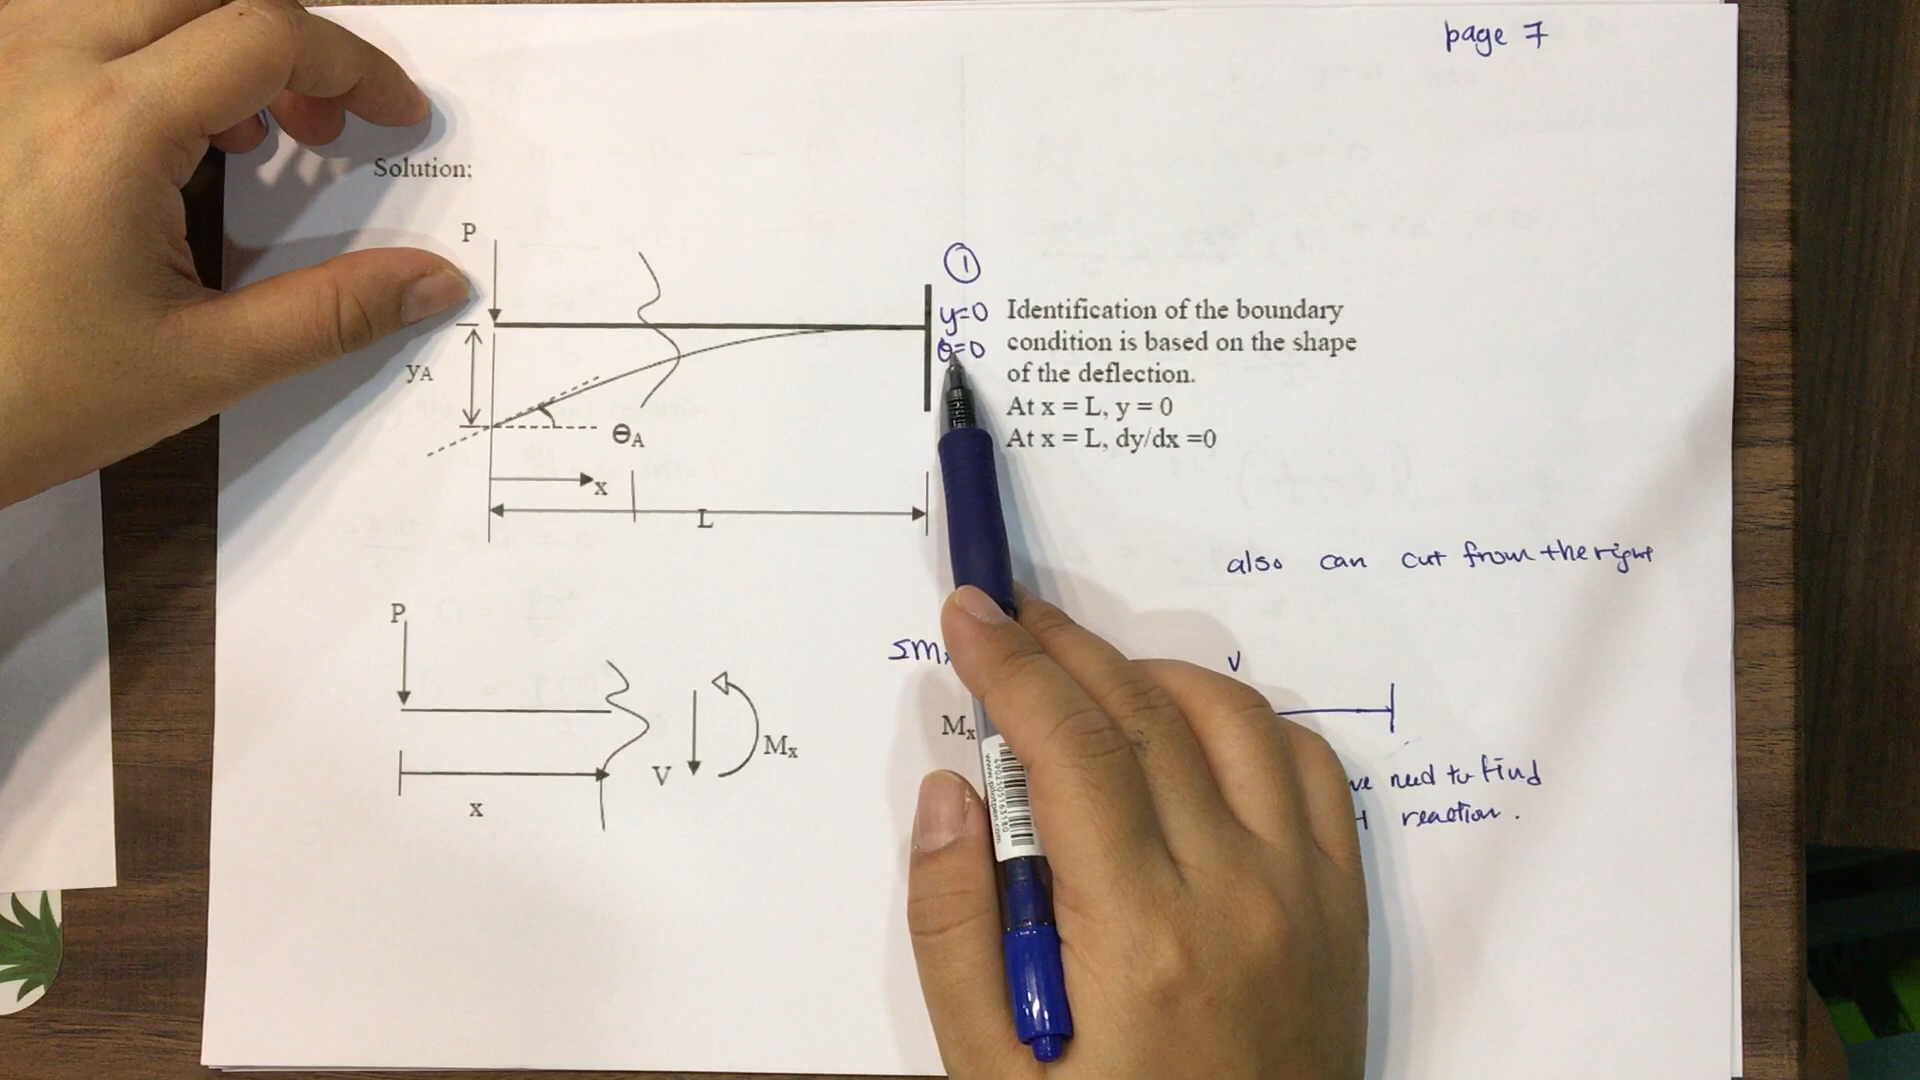 page 7
Solution;
P
①
y=0
θ=0
Identification of the boundary
condition is based on the shape
of the deflection.
At x = L, y = 0
At x = L, dy/dx =0
yA
θA
x
L
also can cut from the right
P
ΣMx
V
Mx
V
Mx
x
need to find
reaction.